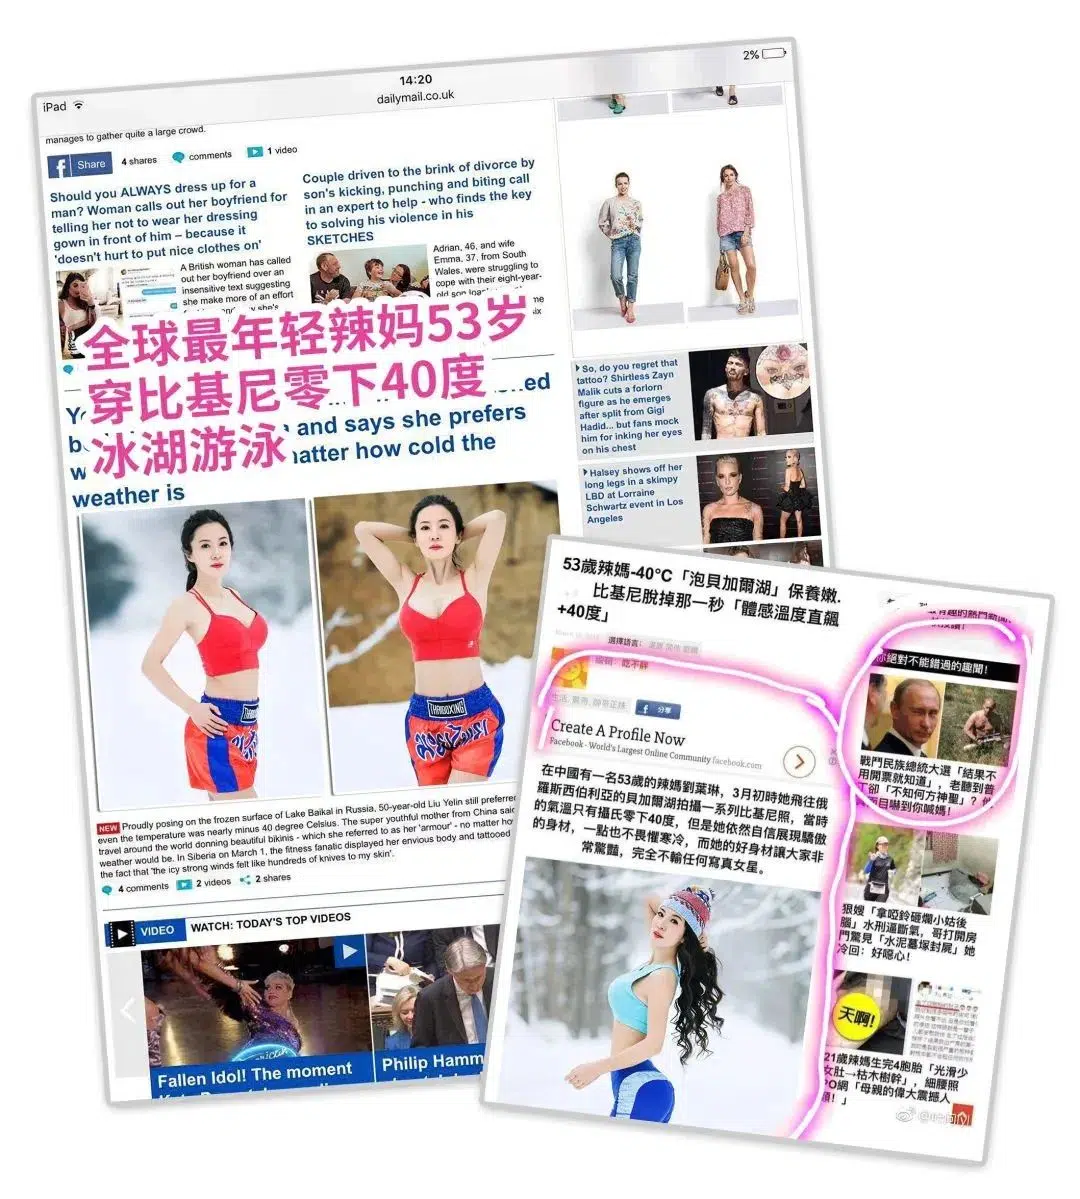 iPad
14:20
dailymail.co.uk
2%
manages to gather quite a large crowd.
f Share
4 shares
comments
1 video
Should you ALWAYS dress up for a
man? Woman calls out her boyfriend for
telling her not to wear her dressing
gown in front of him – because it
'doesn't hurt to put nice clothes on'
A British woman has called
out her boyfriend over an
insensitive text suggesting
she make more of an effort
Couple driven to the brink of divorce by
son's kicking, punching and biting call
in an expert to help - who finds the key
to solving his violence in his
SKETCHES
Adrian, 46, and wife
Emma, 37, from South
Wales, were struggling to
cope with their eight-year-
全球最年轻辣妈53岁
穿比基尼零下40度
冰湖游泳
and says she prefers
how cold the
weather is
NEW Proudly posing on the frozen surface of Lake Baikal in Russia, 50-year-old Liu Yelin still preferred
even the temperature was nearly minus 40 degree Celsius. The super youthful mother from China said
travel around the world donning beautiful bikinis - which she referred to as her 'armour' - no matter how
weather would be. In Siberia on March 1, the fitness fanatic displayed her envious body and tattooed
the fact that 'the icy strong winds felt like hundreds of knives to my skin'.
4 comments
2 videos
2 shares
VIDEO
WATCH: TODAY'S TOP VIDEOS
Fallen Idol! The moment
Philip Hamm
So, do you regret that
tattoo? Shirtless Zayn
Malik cuts a forlorn
figure as he emerges
after split from Gigi
Hadid... but fans mock
him for inking her eyes
on his chest
Halsey shows off her
long legs in a skimpy
LBD at Lorraine
Schwartz event in Los
Angeles
THAIBOXING
THAIBOXING
53歲辣媽-40°C「泡貝加爾湖」保養嫩.
比基尼脫掉那一秒「體感溫度直飆
+40度」
選擇語言:
吃不胖
f 分享
Create A Profile Now
Facebook - World's Largest Online Community facebook.com
在中國有一名53歲的辣媽劉葉琳，3月初時她飛往俄
羅斯西伯利亞的貝加爾湖拍攝一系列比基尼照，當時
的氣溫只有攝氏零下40度，但是她依然自信展現驕傲
的身材，一點也不畏懼寒冷，而她的好身材讓大家非
常驚豔，完全不輸任何寫真女星。
你絕對不能錯過的趣聞!
戰鬥民族總統大選「結果不
用開票就知道」，老聽到普
丁卻「不知何方神聖」？
面目嚇到你喊媽!
狠嫂「拿啞鈴砸爛小姑後
腦」水刑逼斷氣，哥打開房
門驚見「水泥墓塚封屍」她
冷回：好噁心!
天啊!
21歲辣媽生完4胞胎「光滑少
女肚→枯木樹幹」，細腰照
PO網「母親的偉大震撼人
」